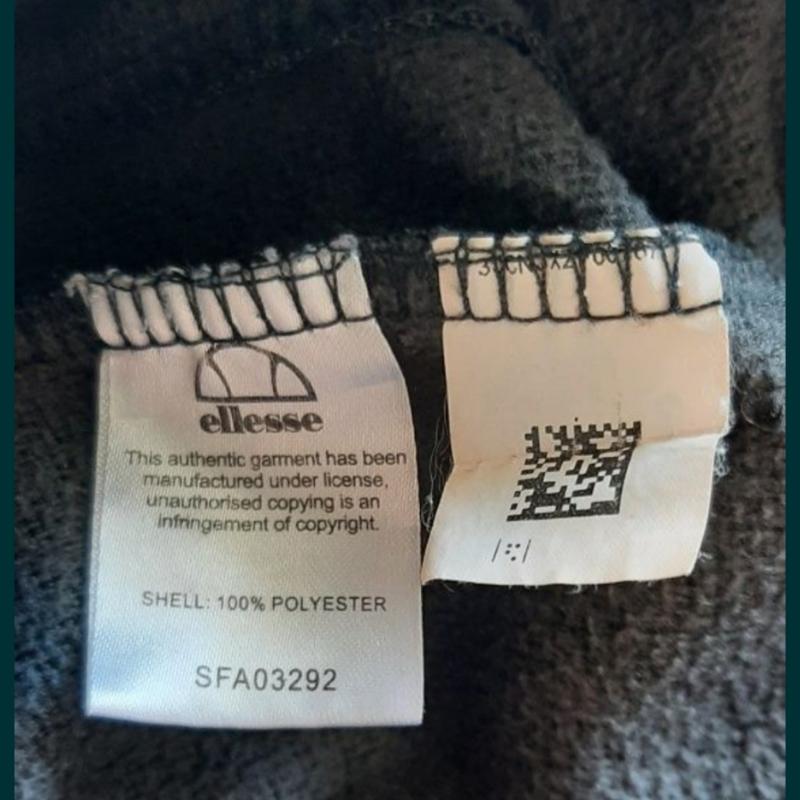 ellesse
This authentic garment has been
manufactured under license,
unauthorised copying is an
infringement of copyright.
SHELL: 100% POLYESTER
SFA03292